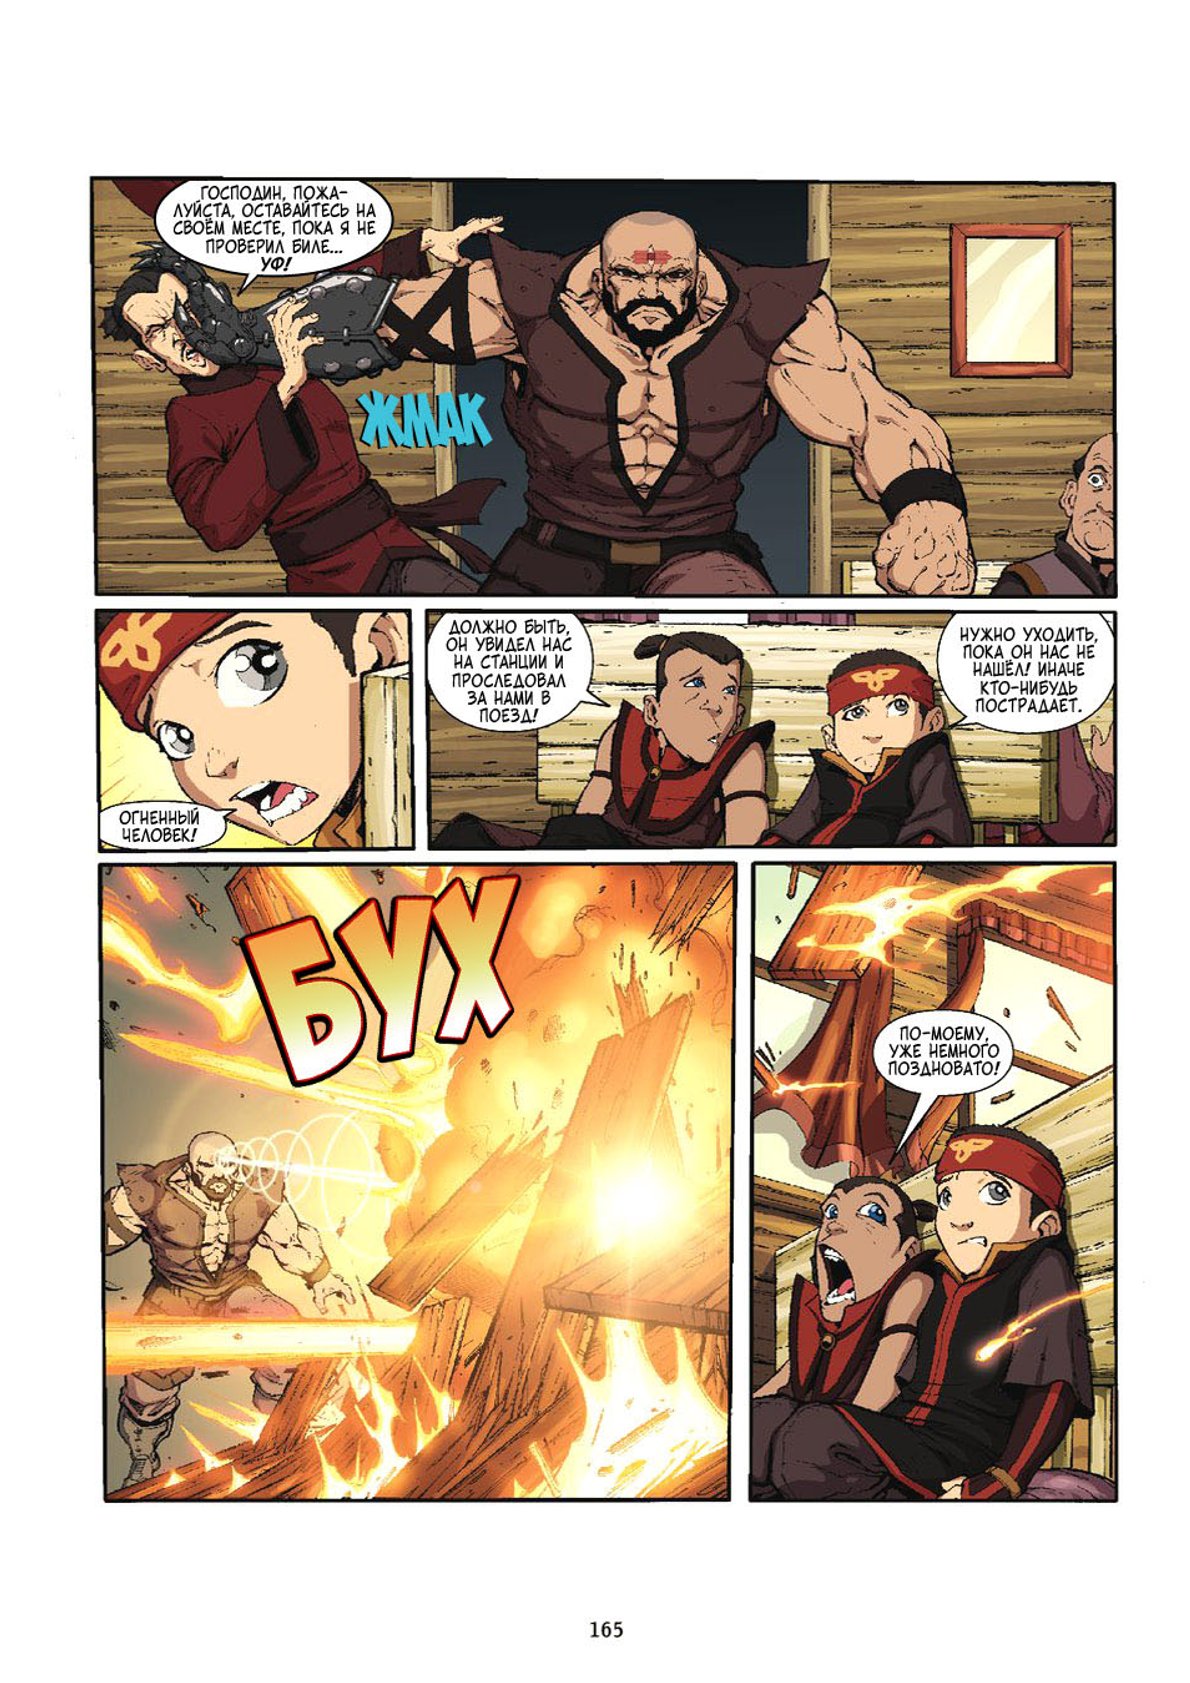 ГОСПОДИН, ПОЖА-
ЛУЙСТА, ОСТАВАЙТЕСЬ НА
СВОЁМ МЕСТЕ, ПОКА Я НЕ
ПРОВЕРИЛ БИЛЕ...
УФ!
ЖМАК
ОГНЕННЫЙ
ЧЕЛОВЕК!
ДОЛЖНО БЫТЬ,
ОН УВИДЕЛ НАС
НА СТАНЦИИ И
ПРОСЛЕДОВАЛ
ЗА НАМИ В
ПОЕЗД!
НУЖНО УХОДИТЬ,
ПОКА ОН НАС НЕ
НАШЁЛ! ИНАЧЕ
КТО-НИБУДЬ
ПОСТРАДАЕТ.
БУХ
ПО-МОЕМУ,
УЖЕ НЕМНОГО
ПОЗДНОВАТО!
165